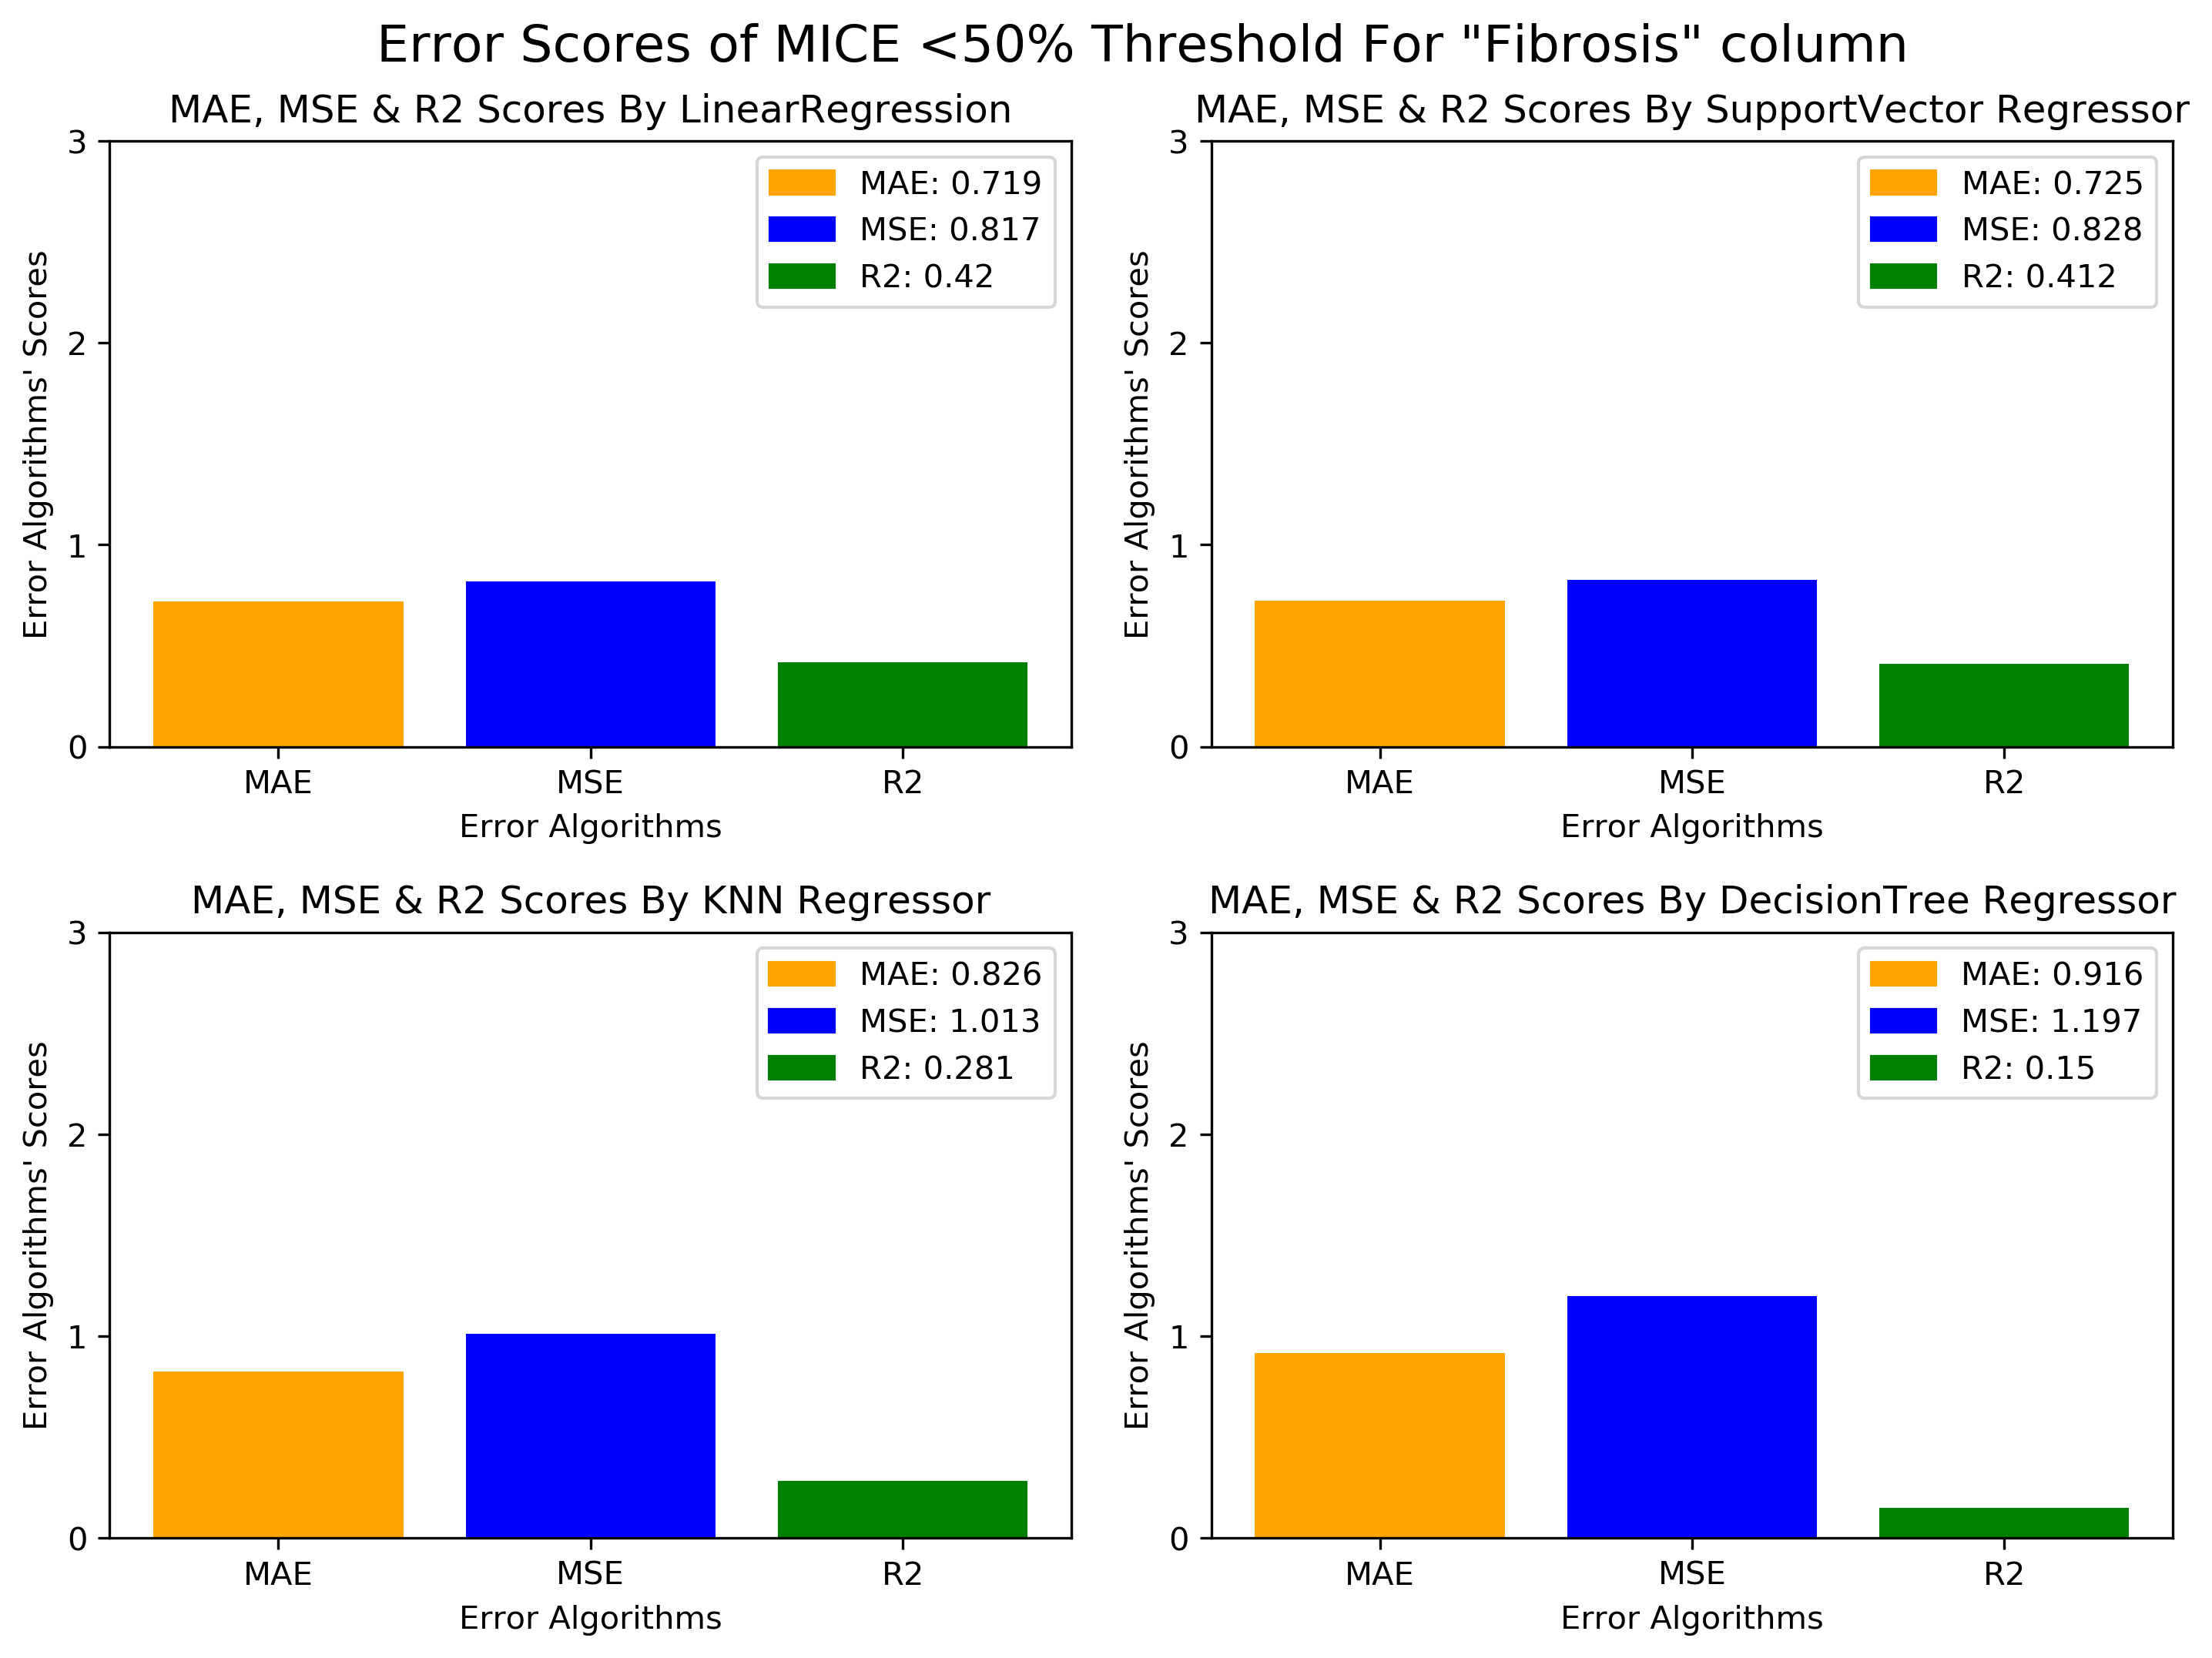 Error Scores of MICE <50% Threshold For "Fibrosis" column
MAE, MSE & R2 Scores By LinearRegression
3
2
1
0
Error Algorithms' Scores
MAE: 0.719
MSE: 0.817
R2: 0.42
MAE MSE R2
Error Algorithms
MAE, MSE & R2 Scores By SupportVector Regressor
3
2
1
0
Error Algorithms' Scores
MAE: 0.725
MSE: 0.828
R2: 0.412
MAE MSE R2
Error Algorithms
MAE, MSE & R2 Scores By KNN Regressor
3
2
1
0
Error Algorithms' Scores
MAE: 0.826
MSE: 1.013
R2: 0.281
MAE MSE R2
Error Algorithms
MAE, MSE & R2 Scores By DecisionTree Regressor
3
2
1
0
Error Algorithms' Scores
MAE: 0.916
MSE: 1.197
R2: 0.15
MAE MSE R2
Error Algorithms